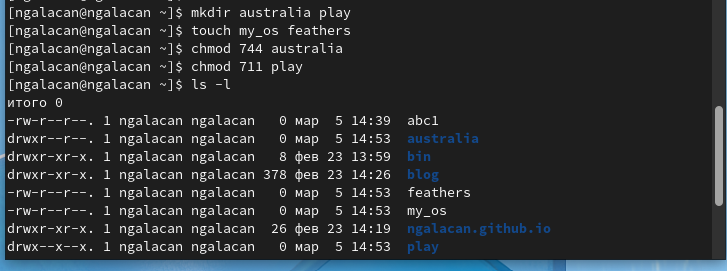 [ngalacan@ngalacan ~]$ mkdir australia play
[ngalacan@ngalacan ~]$ touch my_os feathers
[ngalacan@ngalacan ~]$ chmod 744 australia
[ngalacan@ngalacan ~]$ chmod 711 play
[ngalacan@ngalacan ~]$ ls -l
итого 0
-rw-r--r--. 1 ngalacan ngalacan   0 мар  5 14:39 abc1
drwxr--r--. 1 ngalacan ngalacan   0 мар  5 14:53 australia
drwxr-xr-x. 1 ngalacan ngalacan   8 фев 23 13:59 bin
drwxr-xr-x. 1 ngalacan ngalacan 378 фев 23 14:26 blog
-rw-r--r--. 1 ngalacan ngalacan   0 мар  5 14:53 feathers
-rw-r--r--. 1 ngalacan ngalacan   0 мар  5 14:53 my_os
drwxr-xr-x. 1 ngalacan ngalacan  26 фев 23 14:19 ngalacan.github.io
drwx--x--x. 1 ngalacan ngalacan   0 мар  5 14:53 play